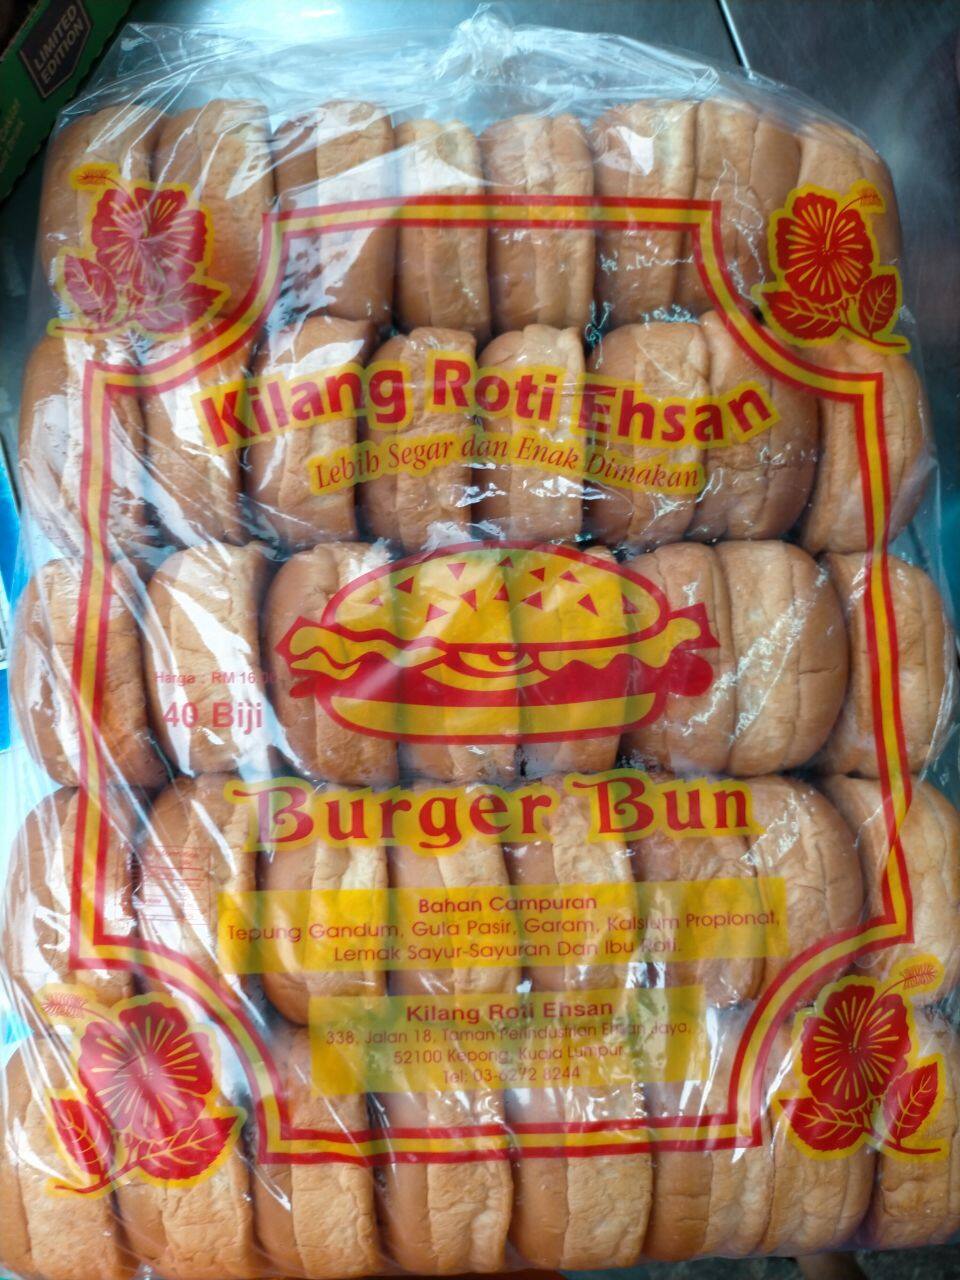 LIMITED
EDITION
Kilang Roti Ehsan
Lebih Segar dan Enak Dimakan
Harga : RM 16.00
40 Biji
Burger Bun
Bahan Campuran
Tepung Gandum, Gula Pasir, Garam, Kalsium Propionat,
Lemak Sayur-Sayuran Dan Ibu Roti.
Kilang Roti Ehsan
338, Jalan 18, Taman Perindustrian Ehsan Jaya,
52100 Kepong, Kuala Lumpur
Tel: 03-6272 8244